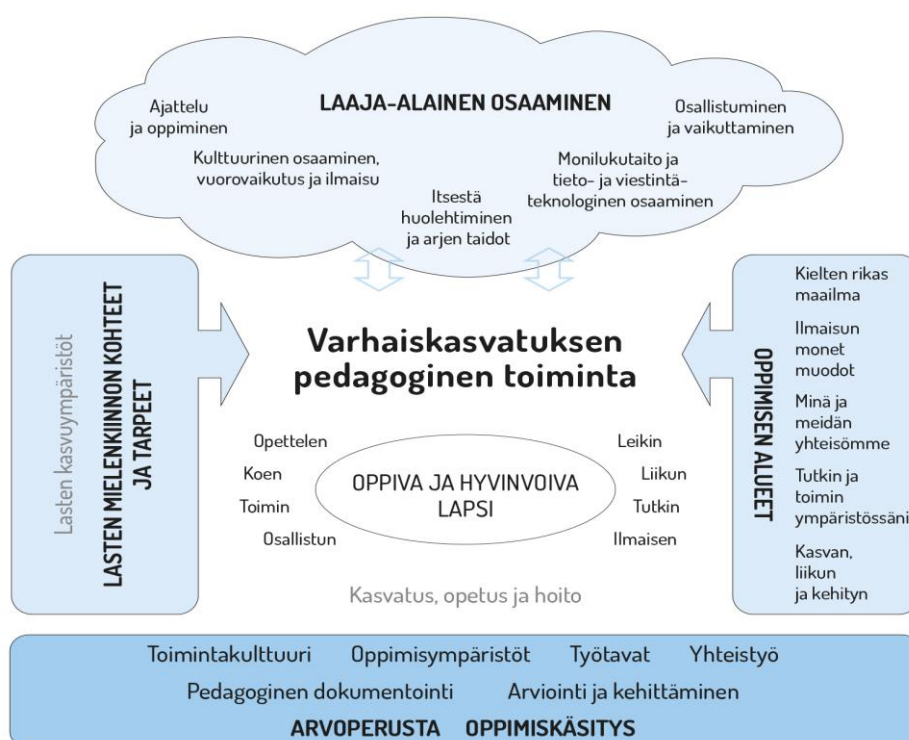 LAAJA-ALAINEN OSAAMINEN
Ajattelu
ja oppiminen
Kulttuurinen osaaminen,
vuorovaikutus ja ilmaisu
Itsestä
huolehtiminen
ja arjen taidot
Monilukutaito ja
tieto- ja viestintä-
teknologinen osaaminen
Osallistuminen
ja vaikuttaminen
Lasten kasvuympäristöt
LASTEN MIELENKIINNON KOHTEET
JA TARPEET
Varhaiskasvatuksen
pedagoginen toiminta
Opettelen
Koen
Toimin
Osallistun
OPPIVA JA HYVINVOIVA
LAPSI
Leikin
Liikun
Tutkin
Ilmaisen
Kasvatus, opetus ja hoito
OPPIMISEN ALUEET
Kielten rikas
maailma
Ilmaisun
monet
muodot
Minä ja
meidän
yhteisömme
Tutkin ja
toimin
ympäristössäni
Kasvan,
liikun
ja kehityn
Toimintakulttuuri Oppimisympäristöt Työtavat Yhteistyö
Pedagoginen dokumentointi Arviointi ja kehittäminen
ARVOPERUSTA OPPIMISKÄSITYS